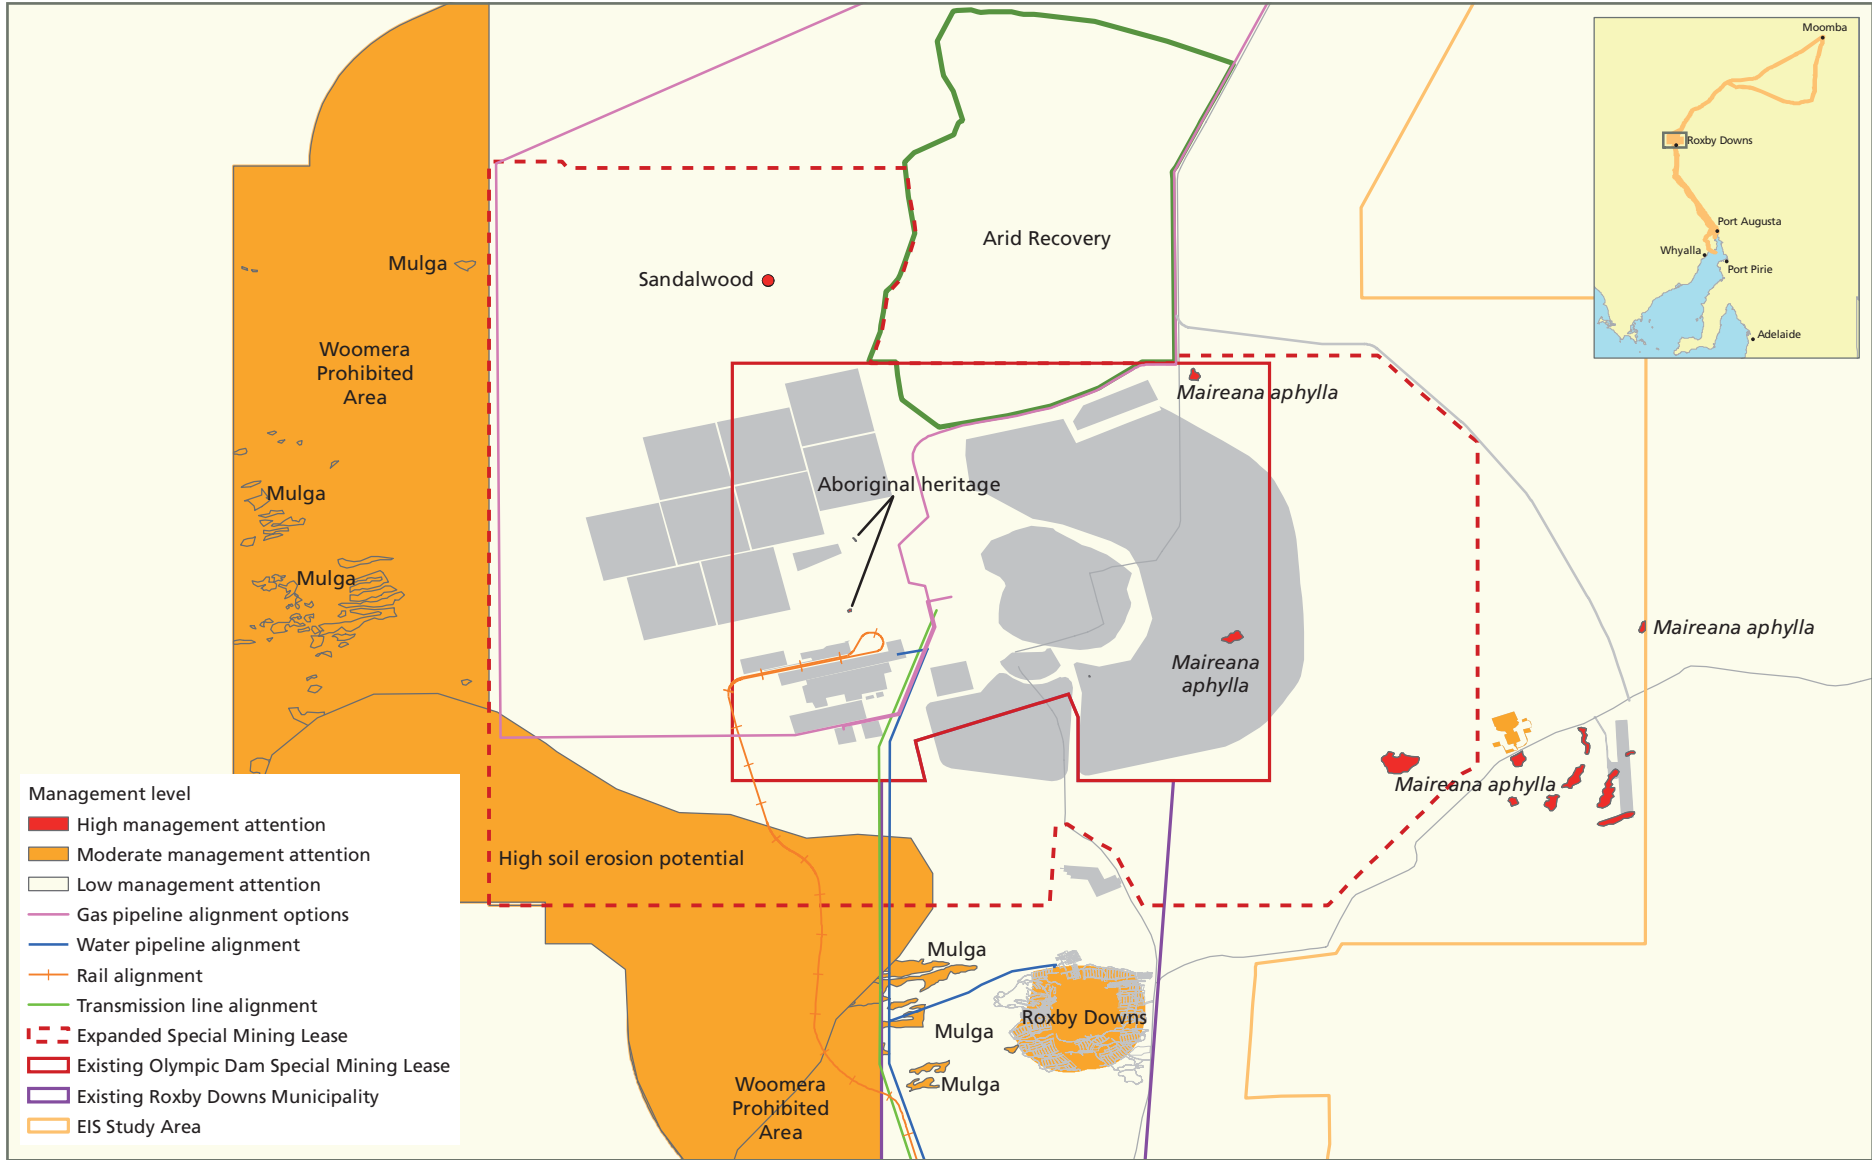 Moomba
Roxby Downs
Port Augusta
Whyalla
Port Pirie
Adelaide
Arid Recovery
Mulga
Sandalwood
Woomera
Prohibited
Area
Maireana aphylla
Aboriginal heritage
Mulga
Mulga
Maireana aphylla
Maireana
aphylla
Maireana aphylla
High soil erosion potential
Mulga
Roxby Downs
Mulga
Mulga
Woomera
Prohibited
Area
Management level
High management attention
Moderate management attention
Low management attention
Gas pipeline alignment options
Water pipeline alignment
Rail alignment
Transmission line alignment
Expanded Special Mining Lease
Existing Olympic Dam Special Mining Lease
Existing Roxby Downs Municipality
EIS Study Area